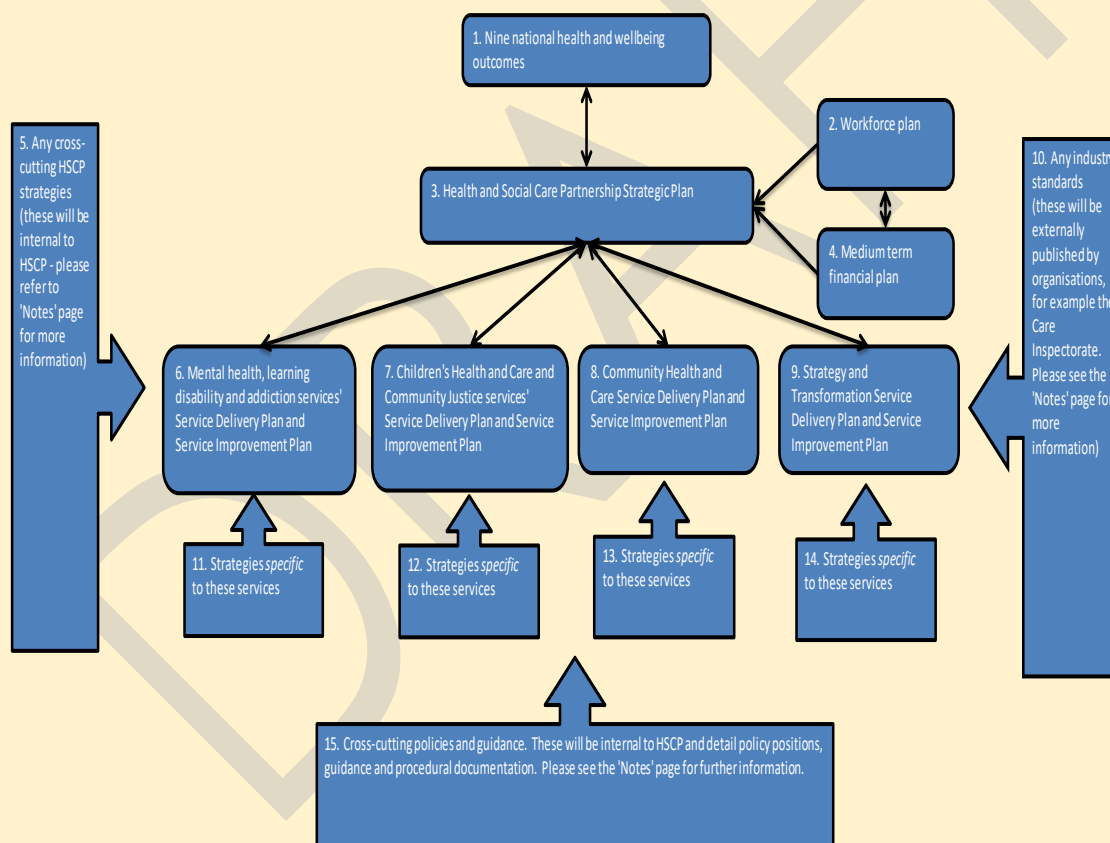 1. Nine national health and wellbeing
outcomes
2. Workforce plan
3. Health and Social Care Partnership Strategic Plan
4. Medium term
financial plan
5. Any cross-
cutting HSCP
strategies
(these will be
internal to
HSCP - please
refer to
'Notes' page
for more
information)
6. Mental health, learning
disability and addiction services'
Service Delivery Plan and
Service Improvement Plan
7. Children's Health and Care and
Community Justice services'
Service Delivery Plan and Service
Improvement Plan
8. Community Health and
Care Service Delivery Plan and
Service Improvement Plan
9. Strategy and
Transformation Service
Delivery Plan and Service
Improvement Plan
10. Any industry
standards
(these will be
externally
published by
organisations,
for example the
Care
Inspectorate.
Please see the
'Notes' page for
more
information)
11. Strategies specific
to these services
12. Strategies specific
to these services
13. Strategies specific
to these services
14. Strategies specific
to these services
15. Cross-cutting policies and guidance. These will be internal to HSCP and detail policy positions,
guidance and procedural documentation. Please see the 'Notes' page for further information.
DRAFT